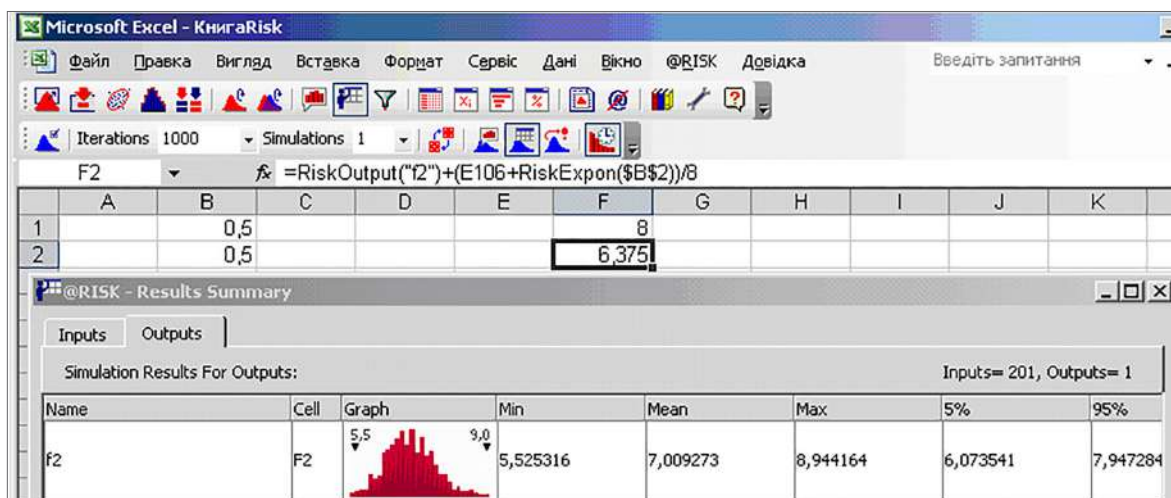 Microsoft Excel - КнигаRisk
Файл Правка Вигляд Вставка Формат Сервіс Дані Вікно @RISK Довідка Введіть запитання
Iterations 1000 Simulations 1
F2 fx =RiskOutput("f2")+(E106+RiskExpon($B$2))/8
A B C D E F G H I J K
1 0,5 8
2 0,5 6,375
@RISK - Results Summary
Inputs Outputs
Simulation Results For Outputs: Inputs= 201, Outputs= 1
Name Cell Graph Min Mean Max 5% 95%
5,5 9,0
f2 F2 5,525316 7,009273 8,944164 6,073541 7,947284